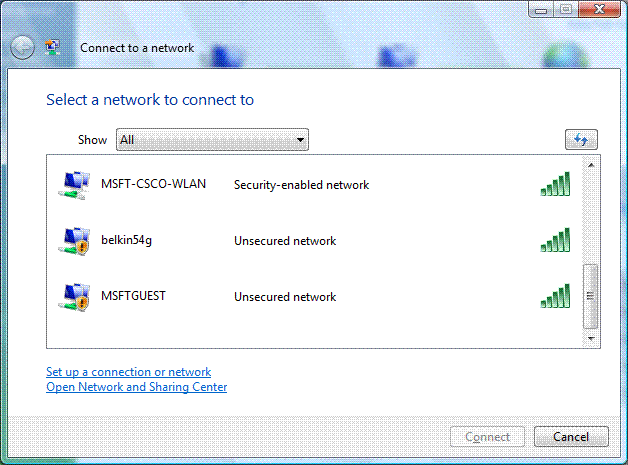 Connect to a network
Select a network to connect to
Show All
MSFT-CSCO-WLAN Security-enabled network
belkin54g Unsecured network
MSFTGUEST Unsecured network
Set up a connection or network
Open Network and Sharing Center
Connect Cancel